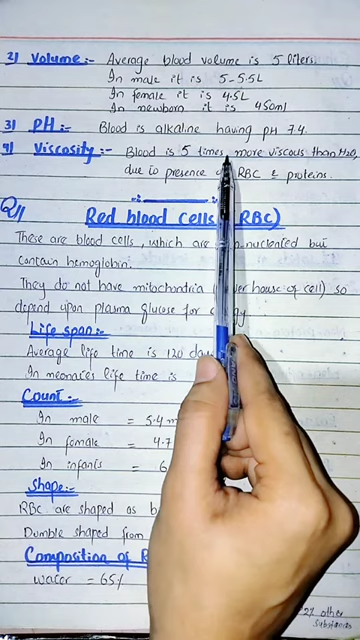 2) Volume:- Average blood volume is 5 liters.
In male it is 5-5.5L
In female it is 4.5L
In newborn it is 450ml
3) PH:- Blood is alkaline having pH 7.4.
4) Viscosity:- Blood is 5 times more viscous than H2O,
due to presence RBC & proteins.
Q
Red blood cells RBC)
These are blood cells, which are nucleated but
contain hemoglobin.
They do not have mitochondria house of cell) so
depend upon plasma glucose for
Life span:-
Average life time is 120
In neonates life time is
Count:-
In male = 5.4
In female = 4.7
In infants = 6
Shape:-
RBC are shaped as
Dumble shaped from
Composition of
water = 65%
other
substances